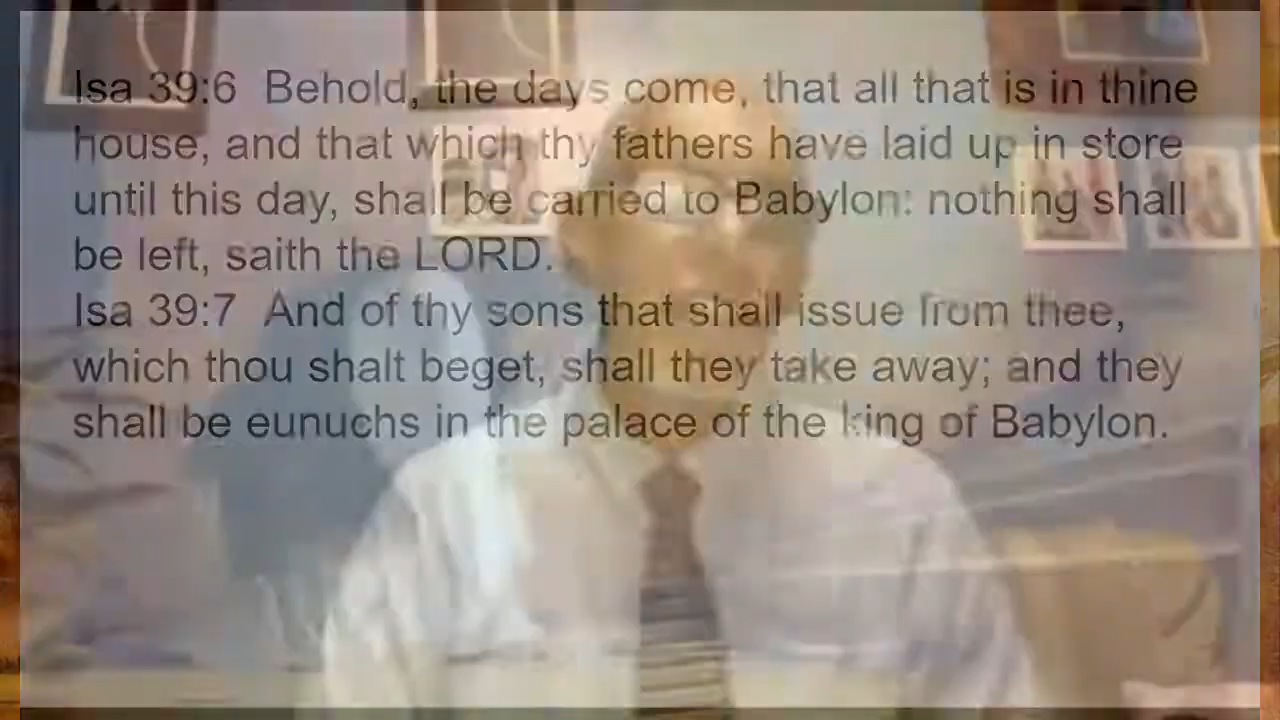 Isa 39:6  Behold, the days come, that all that is in thine
house, and that which thy fathers have laid up in store
until this day, shall be carried to Babylon: nothing shall
be left, saith the LORD.
Isa 39:7  And of thy sons that shall issue from thee,
which thou shalt beget, shall they take away; and they
shall be eunuchs in the palace of the king of Babylon.